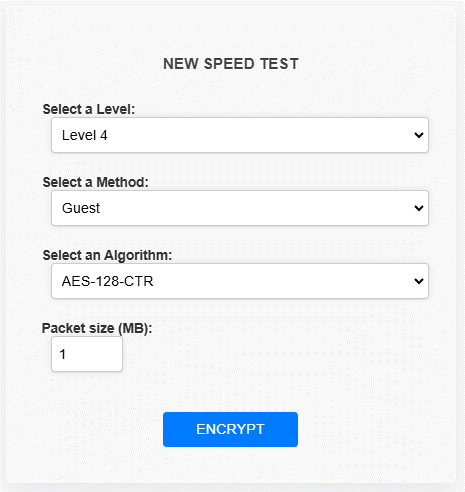 NEW SPEED TEST
Select a Level:
Level 4
Select a Method:
Guest
Select an Algorithm:
AES-128-CTR
Packet size (MB):
1
ENCRYPT